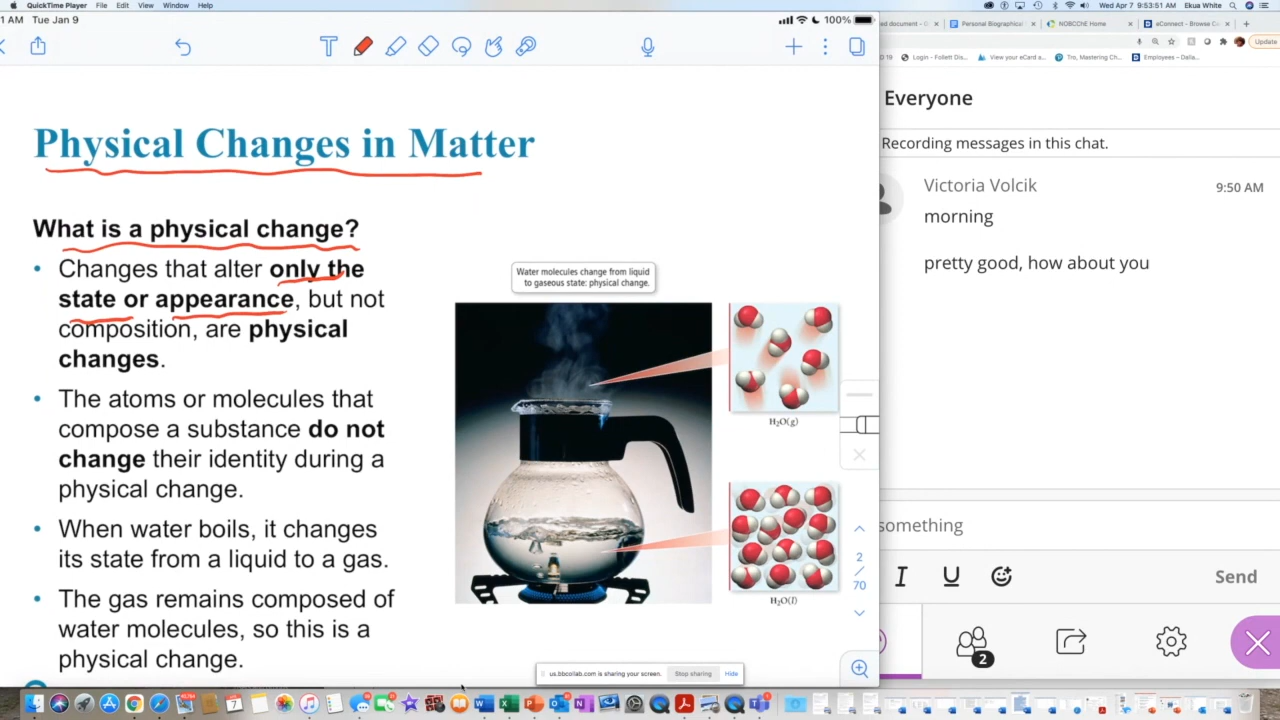 QuickTime Player File Edit View Window Help
Wed Apr 7 9:53:51 AM Ekua White
1 AM Tue Jan 9
100%
Personal Biographical
NOBCChE Home
eConnect - Browse
Update
Login - Follett Dis...
View your eCard a...
Tro, Mastering Ch...
Employees – Dalla...
Physical Changes in Matter
What is a physical change?
• Changes that alter only the
state or appearance, but not
composition, are physical
changes.
• The atoms or molecules that
compose a substance do not
change their identity during a
physical change.
• When water boils, it changes
its state from a liquid to a gas.
• The gas remains composed of
water molecules, so this is a
physical change.
Water molecules change from liquid
to gaseous state: physical change.
H₂O(g)
H₂O(l)
2
/
70
us.bbcollab.com is sharing your screen. Stop sharing Hide
Everyone
Recording messages in this chat.
Victoria Volcik 9:50 AM
morning
pretty good, how about you
something
I U Send
2